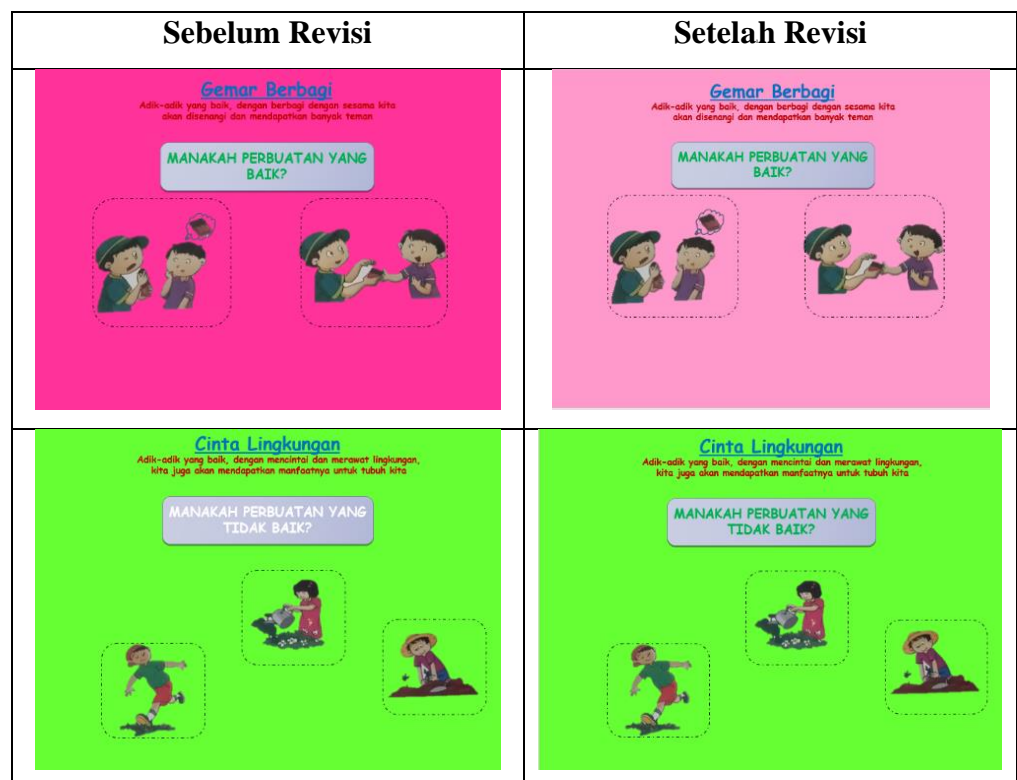 Sebelum Revisi
Setelah Revisi
Gemar Berbagi
Adik-adik yang baik, dengan berbagi dengan sesama kita
akan disenangi dan mendapatkan banyak teman
MANAKAH PERBUATAN YANG
BAIK?
Gemar Berbagi
Adik-adik yang baik, dengan berbagi dengan sesama kita
akan disenangi dan mendapatkan banyak teman
MANAKAH PERBUATAN YANG
BAIK?
Cinta Lingkungan
Adik-adik yang baik, dengan mencintai dan merawat lingkungan,
kita juga akan mendapatkan manfaatnya untuk tubuh kita
MANAKAH PERBUATAN YANG
TIDAK BAIK?
Cinta Lingkungan
Adik-adik yang baik, dengan mencintai dan merawat lingkungan,
kita juga akan mendapatkan manfaatnya untuk tubuh kita
MANAKAH PERBUATAN YANG
TIDAK BAIK?